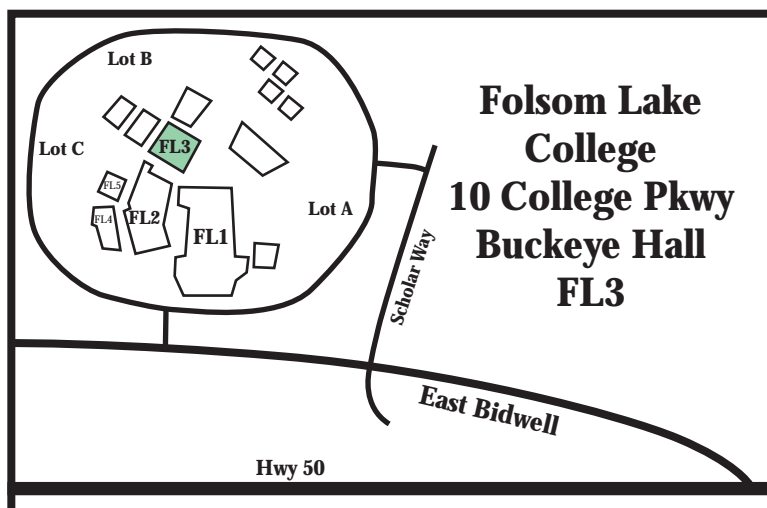 Lot B
Lot C
FL3
FL5
FL4
FL2
FL1
Lot A
Scholar Way
Folsom Lake
College
10 College Pkwy
Buckeye Hall
FL3
East Bidwell
Hwy 50